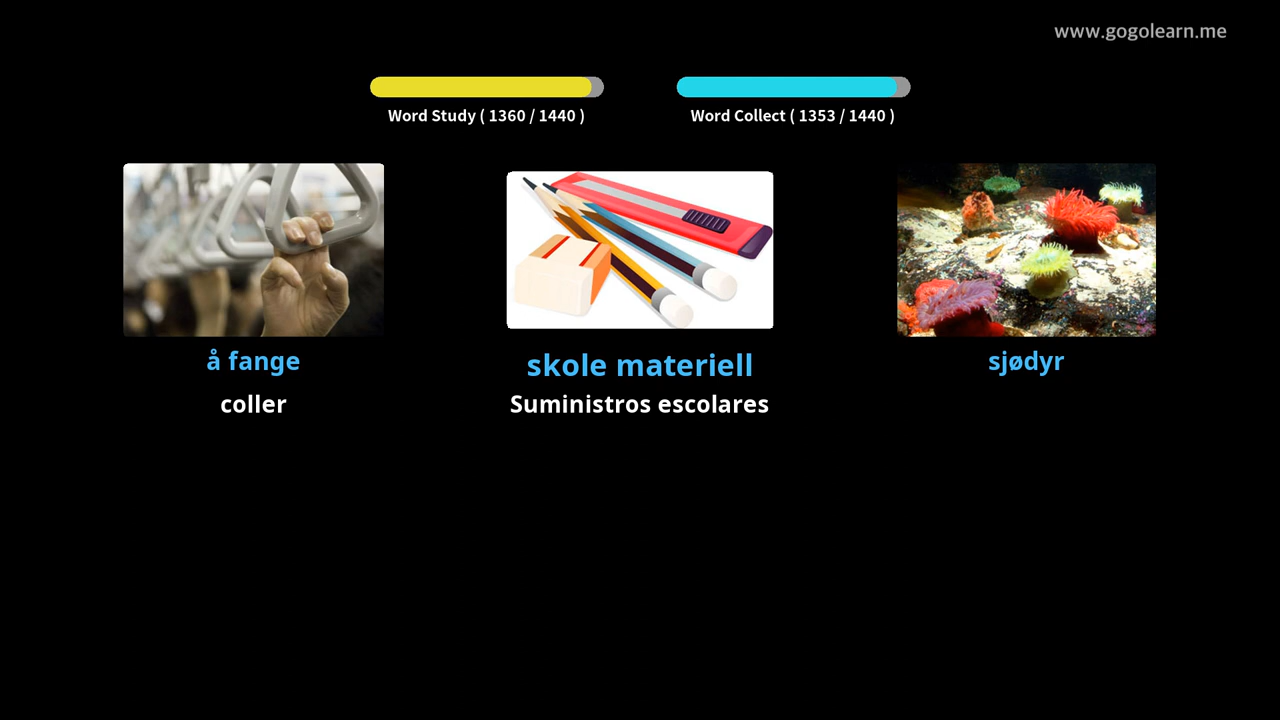 www.gogolearn.me
Word Study ( 1360 / 1440 )
Word Collect ( 1353 / 1440 )
å fange
skole materiell
sjødyr
coller
Suministros escolares